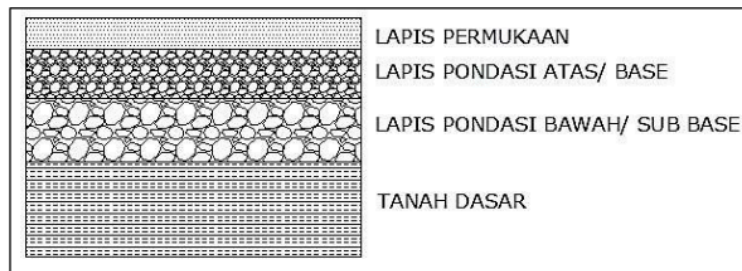 LAPIS PERMUKAAN
LAPIS PONDASI ATAS/ BASE
LAPIS PONDASI BAWAH/ SUB BASE
TANAH DASAR